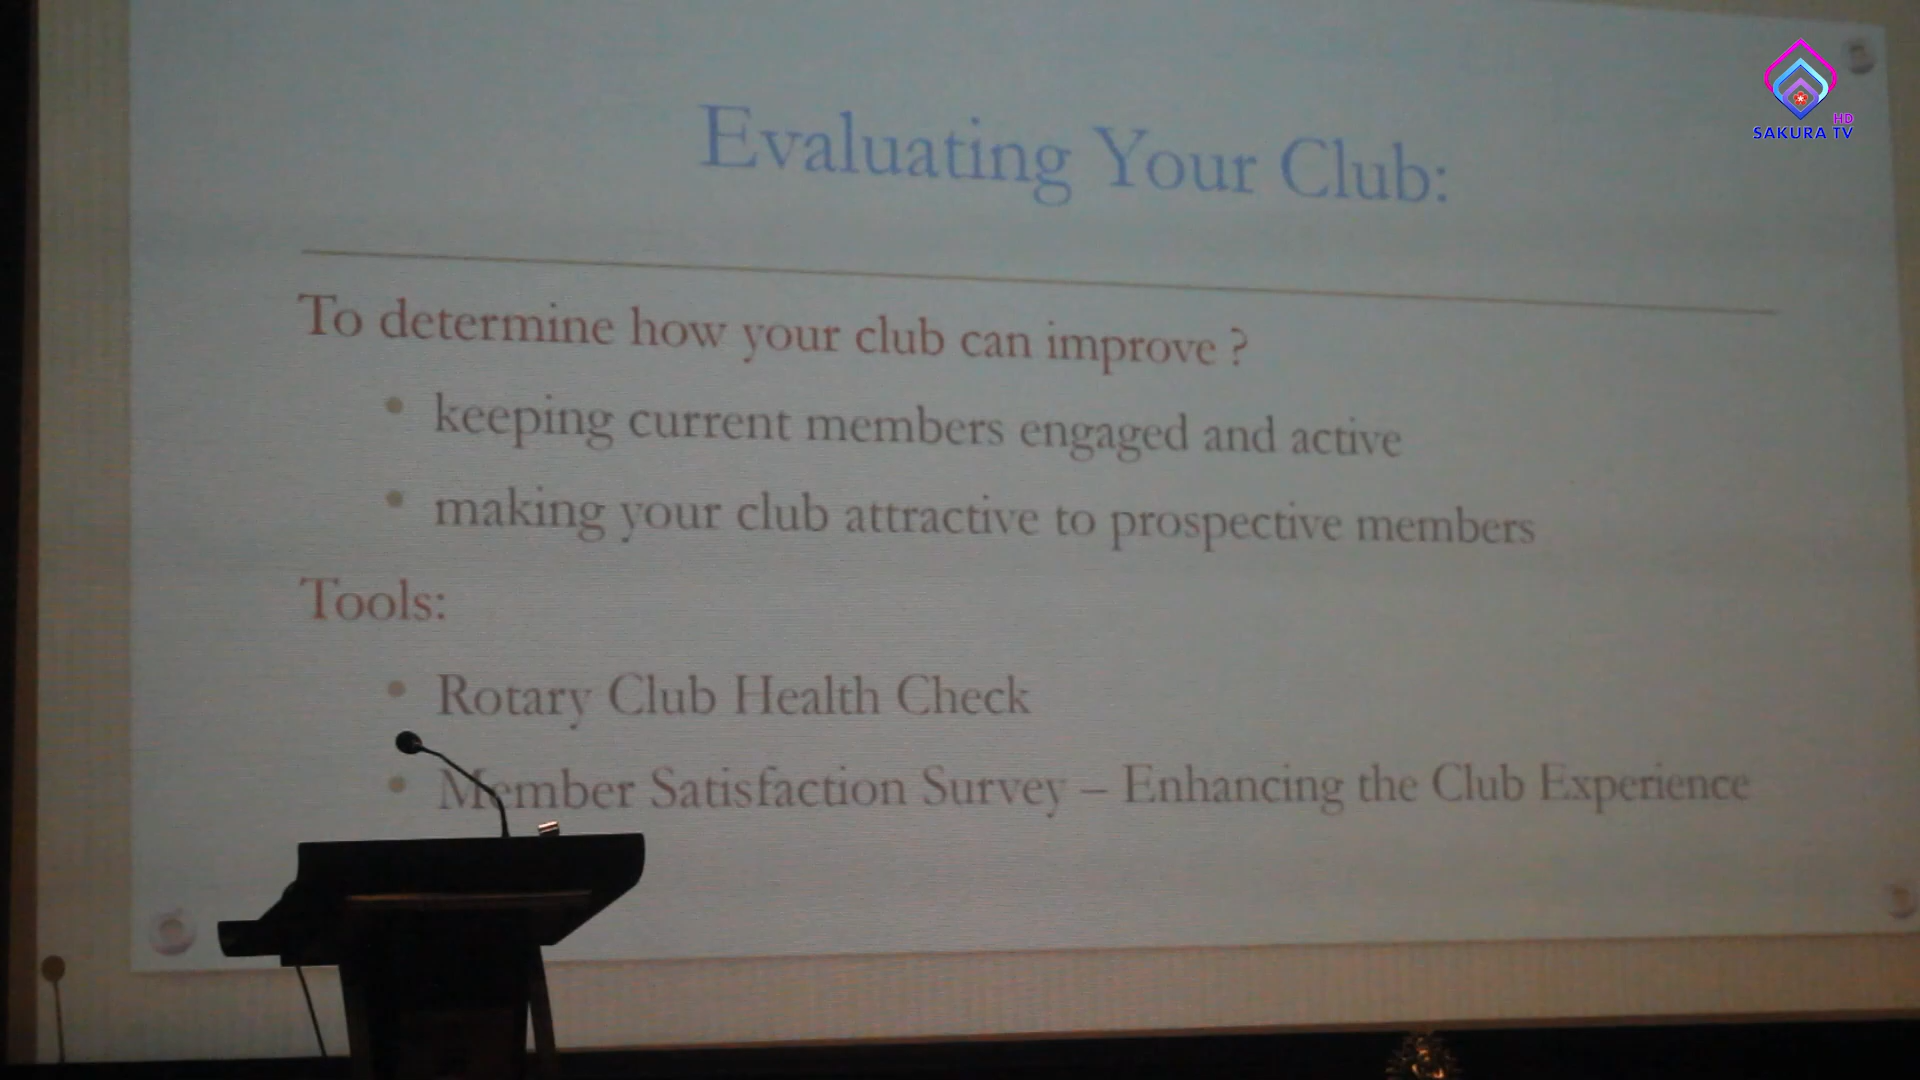 HD
SAKURA TV
Evaluating Your Club:
To determine how your club can improve ?
• keeping current members engaged and active
• making your club attractive to prospective members
Tools:
• Rotary Club Health Check
• Member Satisfaction Survey – Enhancing the Club Experience